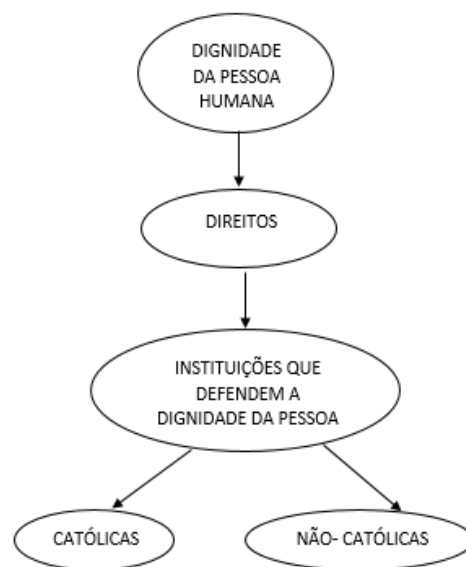 DIGNIDADE
DA PESSOA
HUMANA
DIREITOS
INSTITUIÇÕES QUE
DEFENDEM A
DIGNIDADE DA PESSOA
CATÓLICAS
NÃO- CATÓLICAS